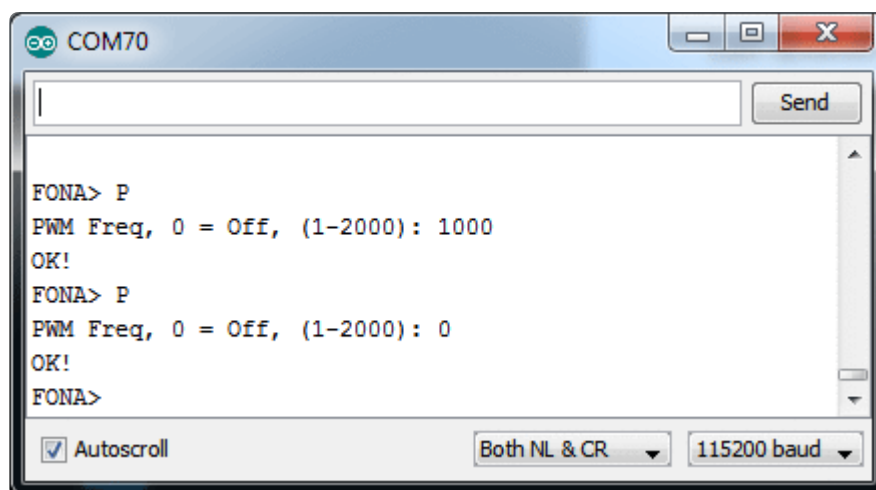 COM70
Send
FONA> P
PWM Freq, 0 = Off, (1-2000): 1000
OK!
FONA> P
PWM Freq, 0 = Off, (1-2000): 0
OK!
FONA>
Autoscroll Both NL & CR 115200 baud